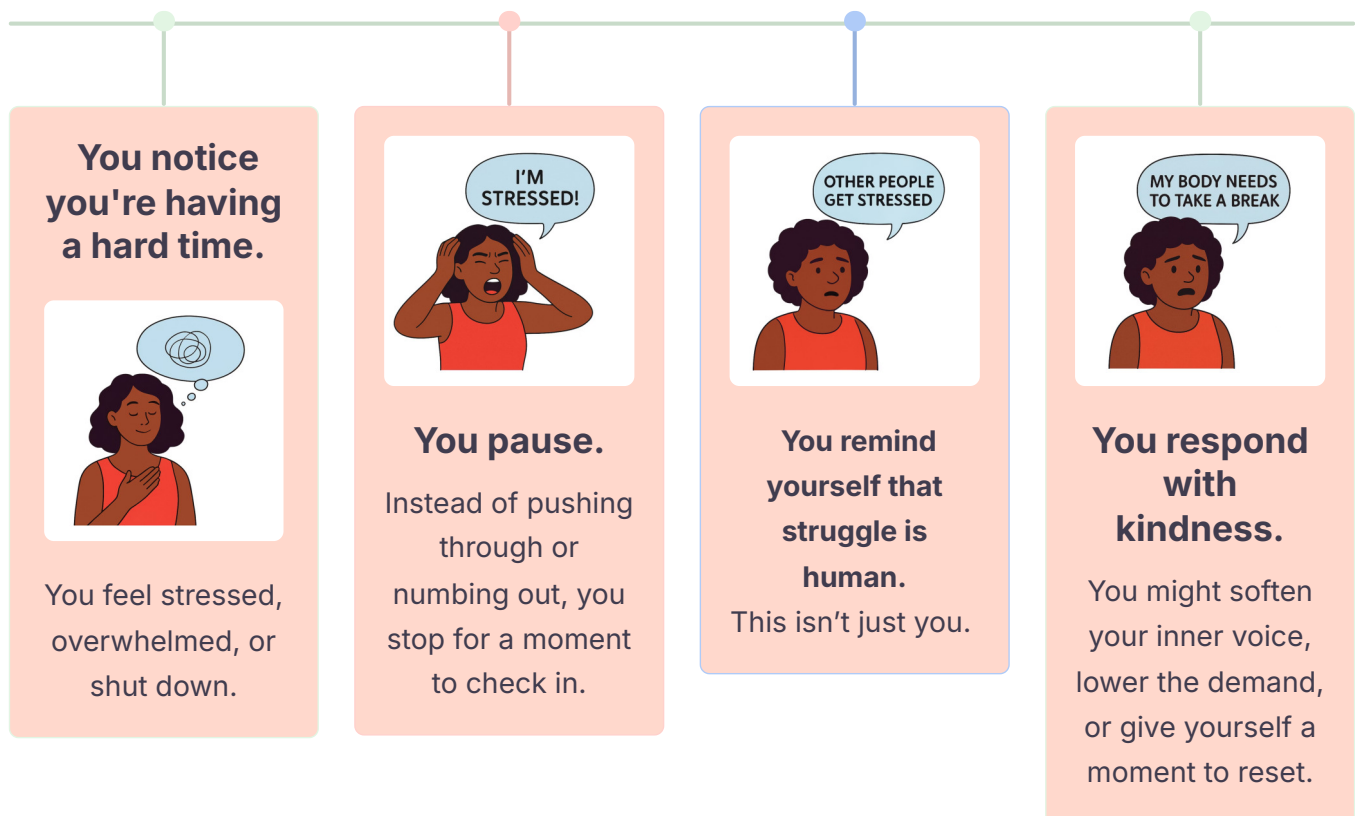 You notice
you're having
a hard time.
You feel stressed,
overwhelmed, or
shut down.
I'M
STRESSED!
You pause.
Instead of pushing
through or
numbing out, you
stop for a moment
to check in.
OTHER PEOPLE
GET STRESSED
You remind
yourself that
struggle is
human.
This isn’t just you.
MY BODY NEEDS
TO TAKE A BREAK
You respond
with
kindness.
You might soften
your inner voice,
lower the demand,
or give yourself a
moment to reset.